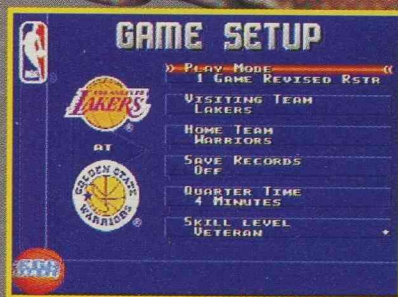 GAME SETUP
NBA
» PLAY MODE «
1 GAME REVISED RSTR
LOS ANGELES
LAKERS
VISITING TEAM
LAKERS
HOME TEAM
WARRIORS
AT
SAVE RECORDS
OFF
GOLDEN STATE
WARRIORS
QUARTER TIME
4 MINUTES
SKILL LEVEL
VETERAN